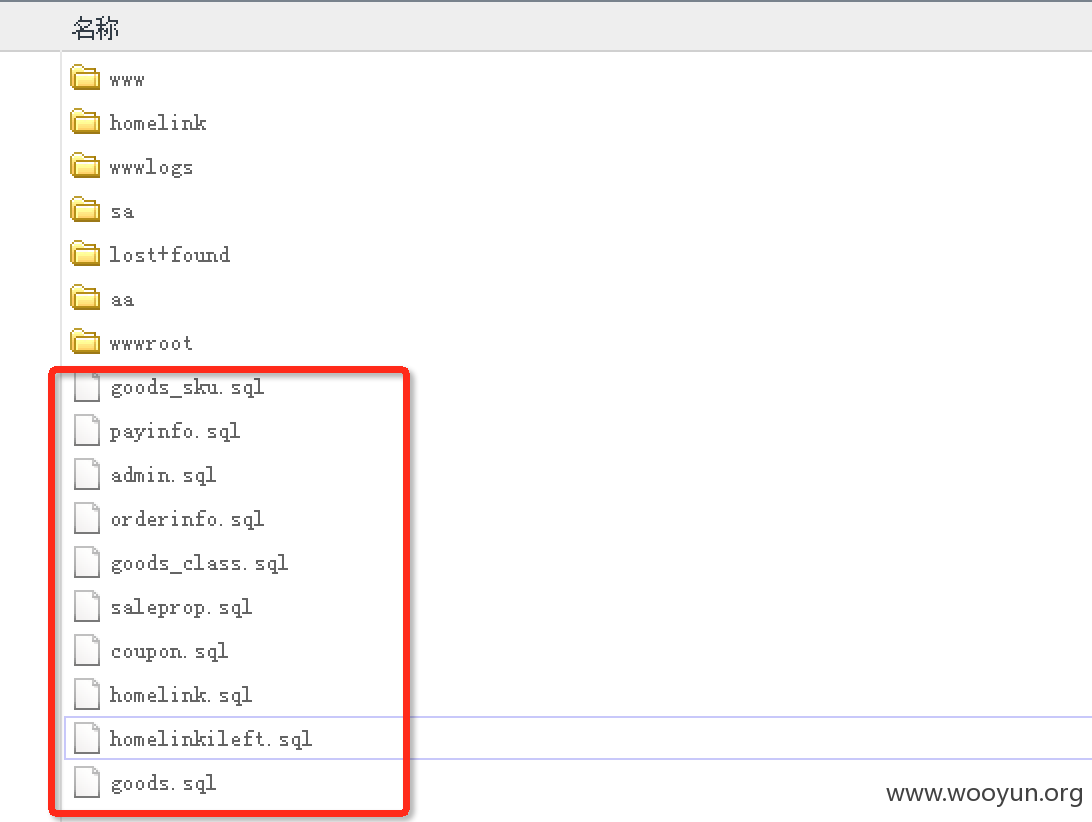 名称
www
homelink
wwwlogs
sa
lost+found
aa
wwwroot
goods_sku.sql
payinfo.sql
admin.sql
orderinfo.sql
goods_class.sql
saleprop.sql
coupon.sql
homelink.sql
homelinkileft.sql
goods.sql
www.wooyun.org